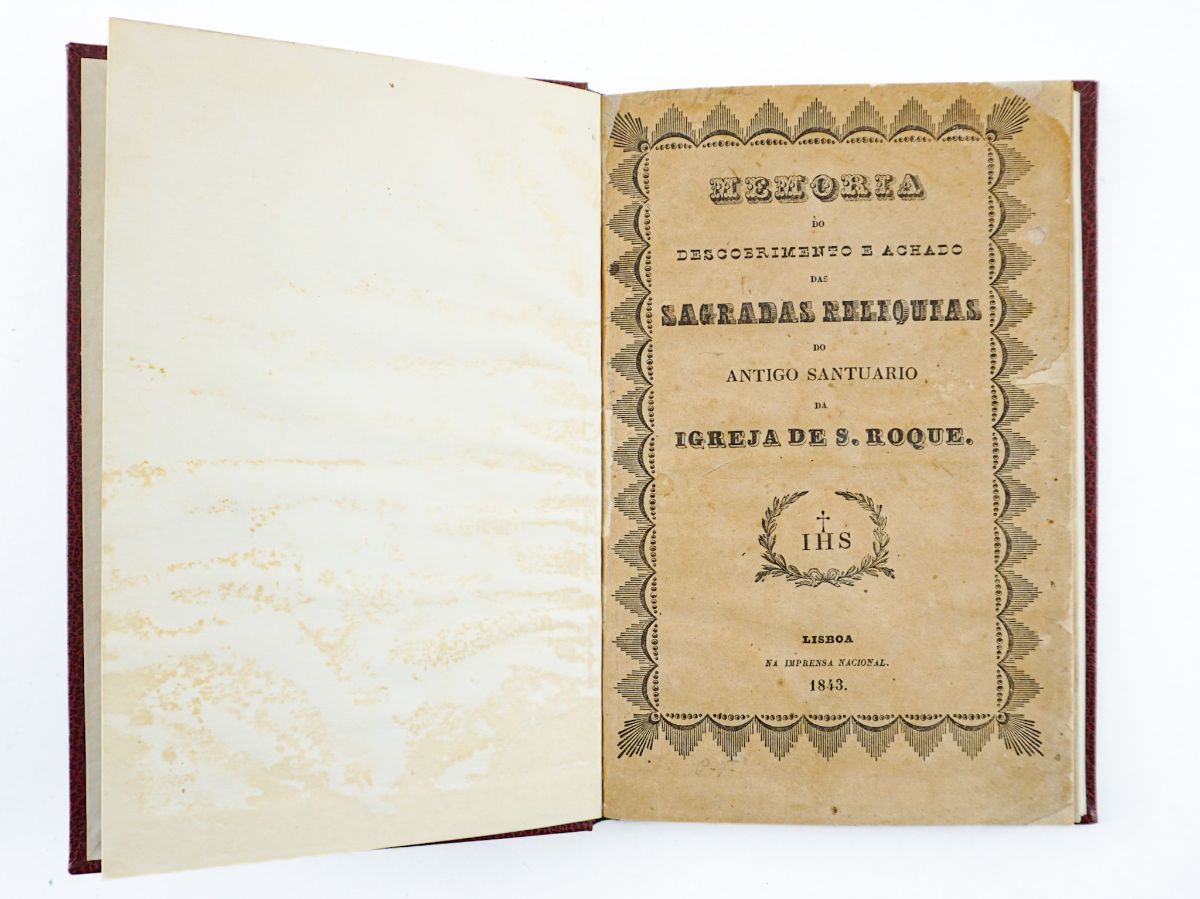 MEMORIA
DO
DESCOBRIMENTO E ACHADO
DAS
SAGRADAS RELIQUIAS
DO
ANTIGO SANTUARIO
DA
IGREJA DE S. ROQUE.
IHS
LISBOA
NA IMPRENSA NACIONAL.
1843.